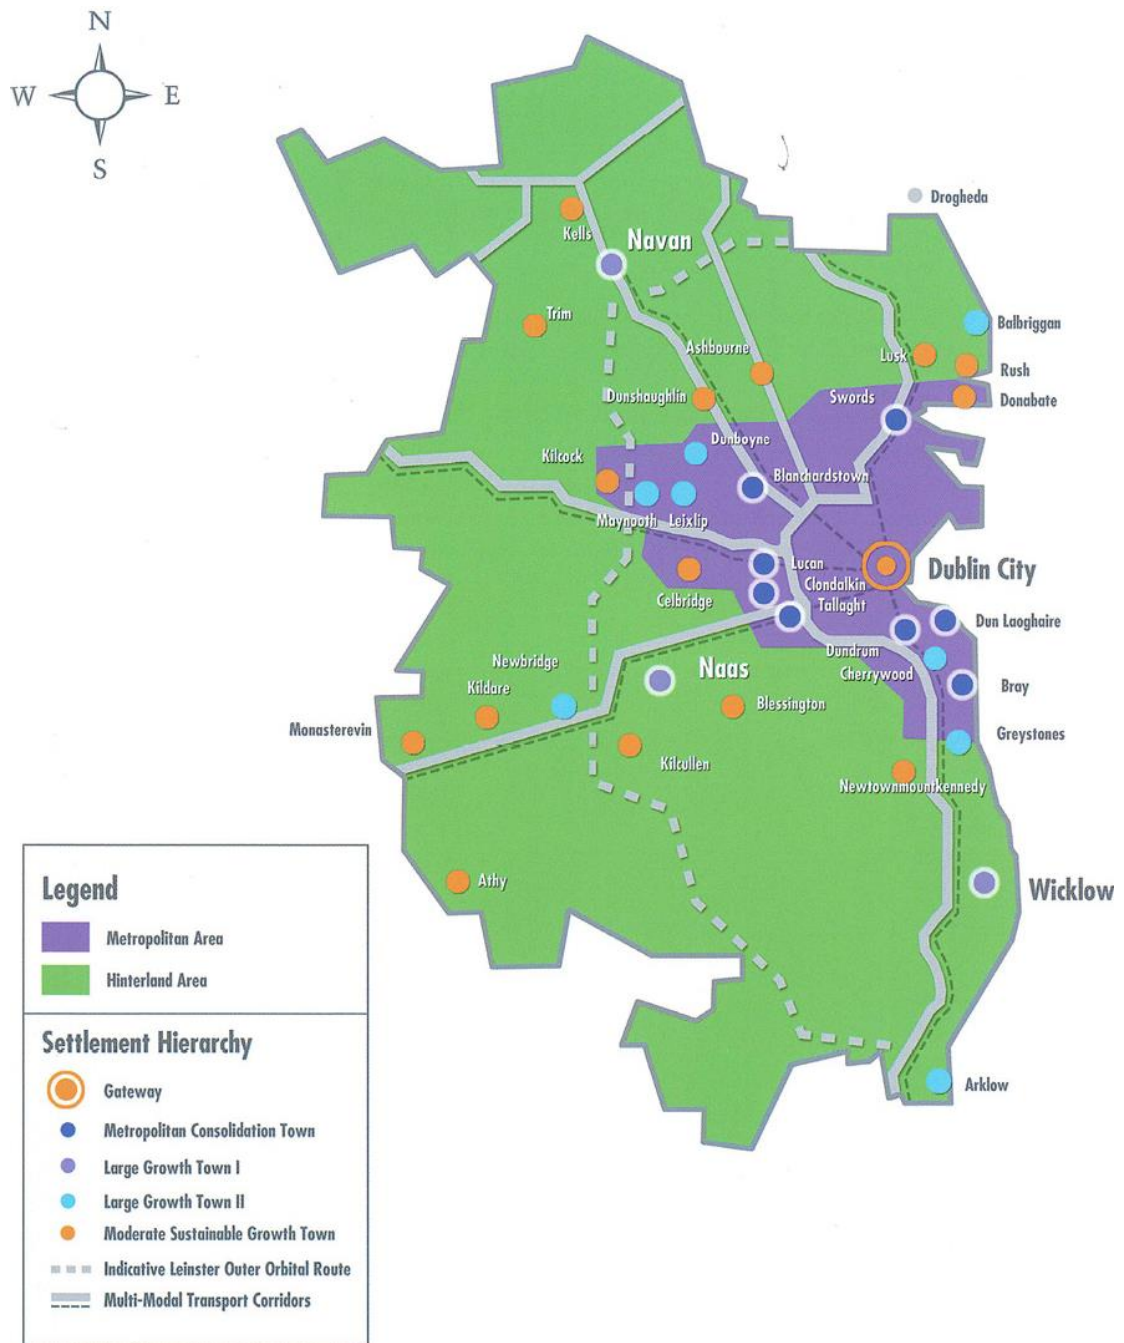 N
W
E
S
Drogheda
Kells
Navan
Trim
Balbriggan
Ashbourne
Lusk
Rush
Dunshaughlin
Swords
Donabate
Dunboyne
Kilcock
Blanchardstown
Maynooth
Leixlip
Lucan
Dublin City
Clondalkin
Celbridge
Tallaght
Dun Laoghaire
Dundrum
Newbridge
Naas
Cherrywood
Kildare
Bray
Blessington
Monasterevin
Greystones
Kilcullen
Newtownmountkennedy
Athy
Wicklow
Arklow
Legend
Metropolitan Area
Hinterland Area
Settlement Hierarchy
Gateway
Metropolitan Consolidation Town
Large Growth Town I
Large Growth Town II
Moderate Sustainable Growth Town
Indicative Leinster Outer Orbital Route
Multi-Modal Transport Corridors